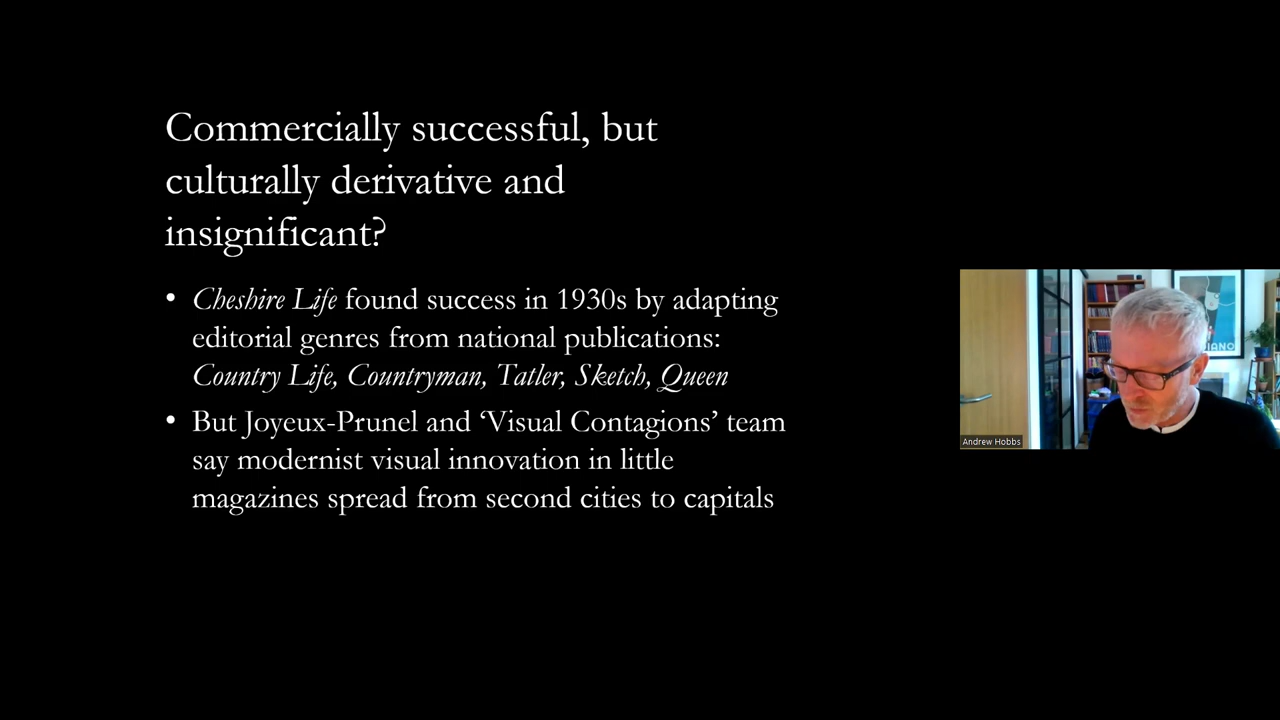 Commercially successful, but
culturally derivative and
insignificant?
• Cheshire Life found success in 1930s by adapting
editorial genres from national publications:
Country Life, Countryman, Tatler, Sketch, Queen
• But Joyeux-Prunel and ‘Visual Contagions’ team
say modernist visual innovation in little
magazines spread from second cities to capitals
Andrew Hobbs